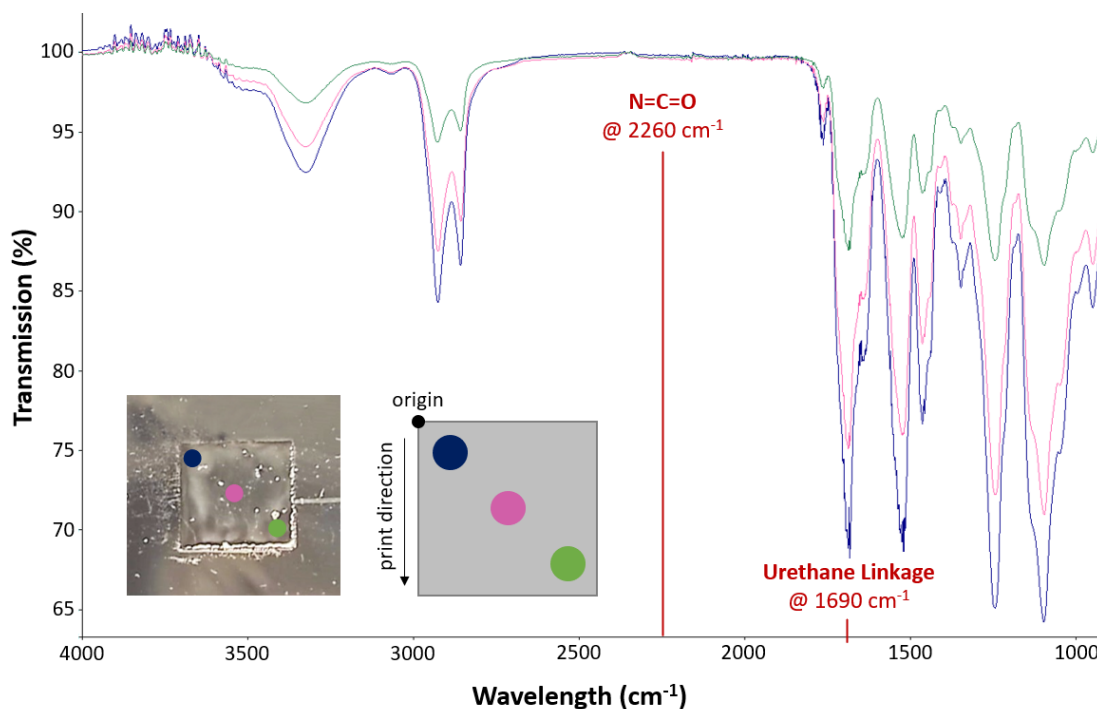 100
95
90
85
80
75
70
65
Transmission (%)
N=C=O
@ 2260 cm⁻¹
origin
print direction
Urethane Linkage
@ 1690 cm⁻¹
4000
3500
3000
2500
2000
1500
1000
Wavelength (cm⁻¹)